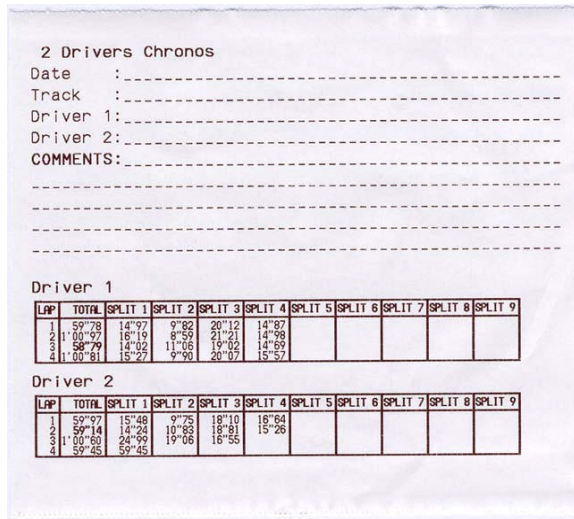 2 Drivers Chronos
Date :
Track :
Driver 1:
Driver 2:
COMMENTS:
Driver 1
LAP TOTAL SPLIT 1 SPLIT 2 SPLIT 3 SPLIT 4 SPLIT 5 SPLIT 6 SPLIT 7 SPLIT 8 SPLIT 9
1 59"78 14"97 9"82 20"12 14"87
2 1'00"97 16"19 8"59 21"21 14"98
3 58"79 14"02 11"06 19"02 14"69
4 1'00"81 15"27 9"90 20"07 15"57
Driver 2
LAP TOTAL SPLIT 1 SPLIT 2 SPLIT 3 SPLIT 4 SPLIT 5 SPLIT 6 SPLIT 7 SPLIT 8 SPLIT 9
1 59"97 15"48 9"75 18"10 16"64
2 59"14 14"24 10"83 18"81 15"26
3 1'00"60 24"99 19"06 16"55
4 59"45 59"45